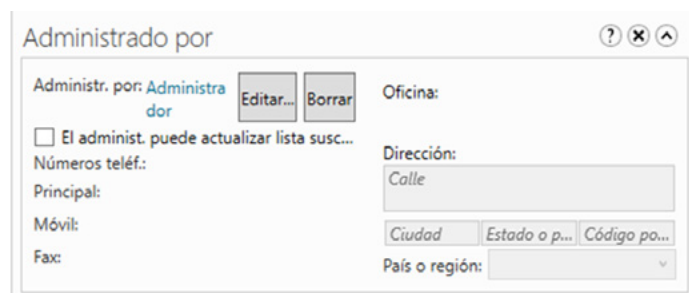 Administrado por
Administr. por: Administra
dor
Editar...
Borrar
El administ. puede actualizar lista susc...
Números teléf.:
Principal:
Móvil:
Fax:
Oficina:
Dirección:
Calle
Ciudad
Estado o p...
Código po...
País o región: